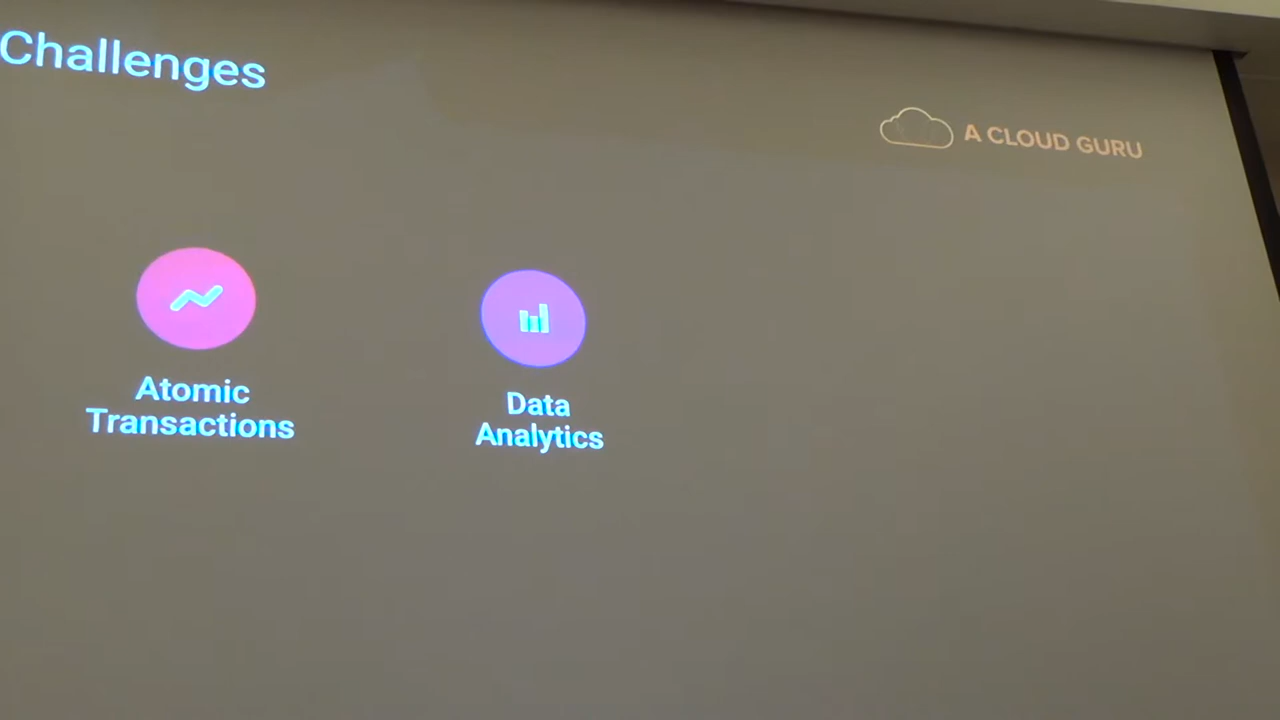 Challenges
A CLOUD GURU
Atomic
Transactions
Data
Analytics